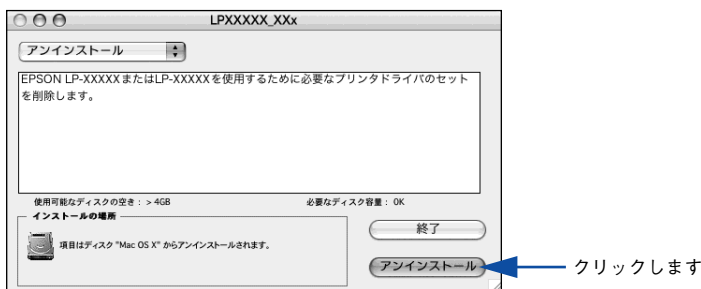 LPXXXXX_XXx
アンインストール
EPSON LP-XXXXXまたはLP-XXXXXを使用するために必要なプリンタドライバのセット
を削除します。
使用可能なディスクの空き： > 4GB 必要なディスク容量： 0K
インストールの場所
項目はディスク "Mac OS X" からアンインストールされます。
終了
アンインストール
クリックします